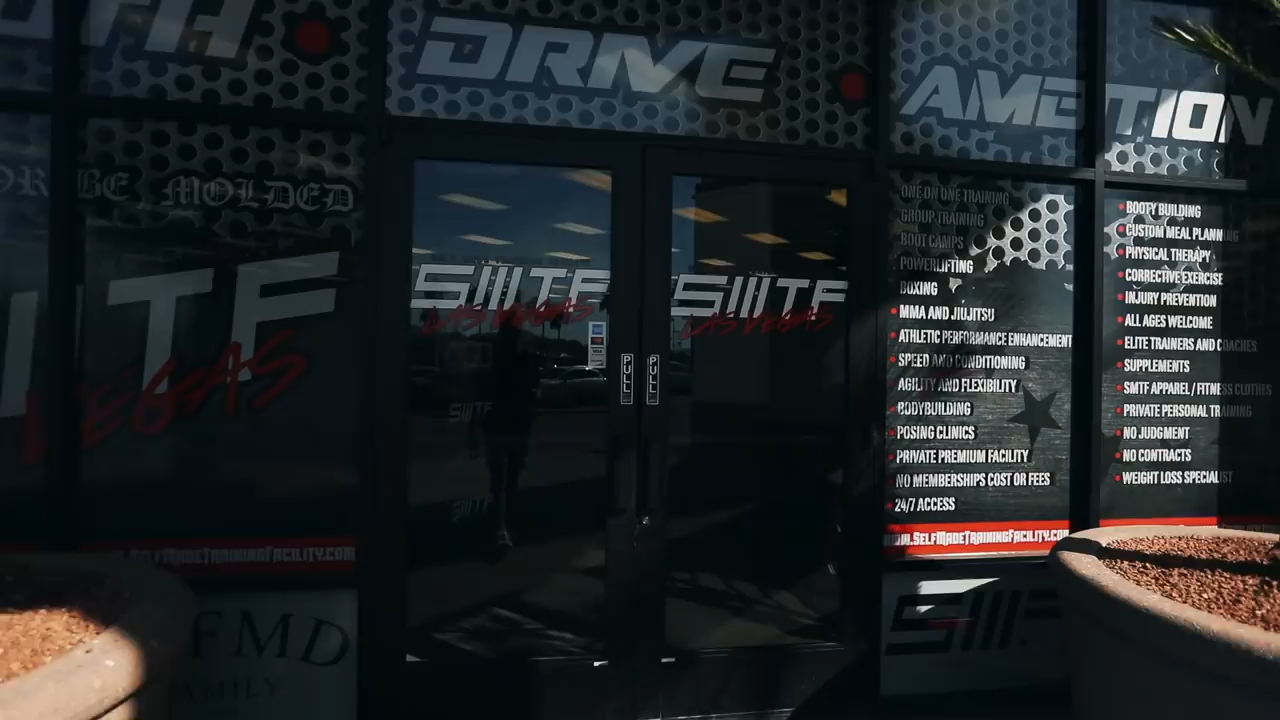 DRIVE
AMBITION
BE MOLDED
TF
VEGAS
SMTF
LAS VEGAS
SMTF
LAS VEGAS
PULL
PULL
ONE ON ONE TRAINING
GROUP TRAINING
BOOT CAMPS
POWERLIFTING
BOXING
MMA AND JIUJITSU
ATHLETIC PERFORMANCE ENHANCEMENT
SPEED AND CONDITIONING
AGILITY AND FLEXIBILITY
BODYBUILDING
POSING CLINICS
PRIVATE PREMIUM FACILITY
NO MEMBERSHIPS COST OR FEES
24/7 ACCESS
BOOTY BUILDING
CUSTOM MEAL PLANNING
PHYSICAL THERAPY
CORRECTIVE EXERCISE
INJURY PREVENTION
ALL AGES WELCOME
ELITE TRAINERS AND COACHES
SUPPLEMENTS
SMTF APPAREL / FITNESS CLOTHES
PRIVATE PERSONAL TRAINING
NO JUDGMENT
NO CONTRACTS
WEIGHT LOSS SPECIALIST
WWW.SELFMADETRAININGFACILITY.COM
WWW.SELFMADETRAININGFACILITY.COM
FMD
FAMILY